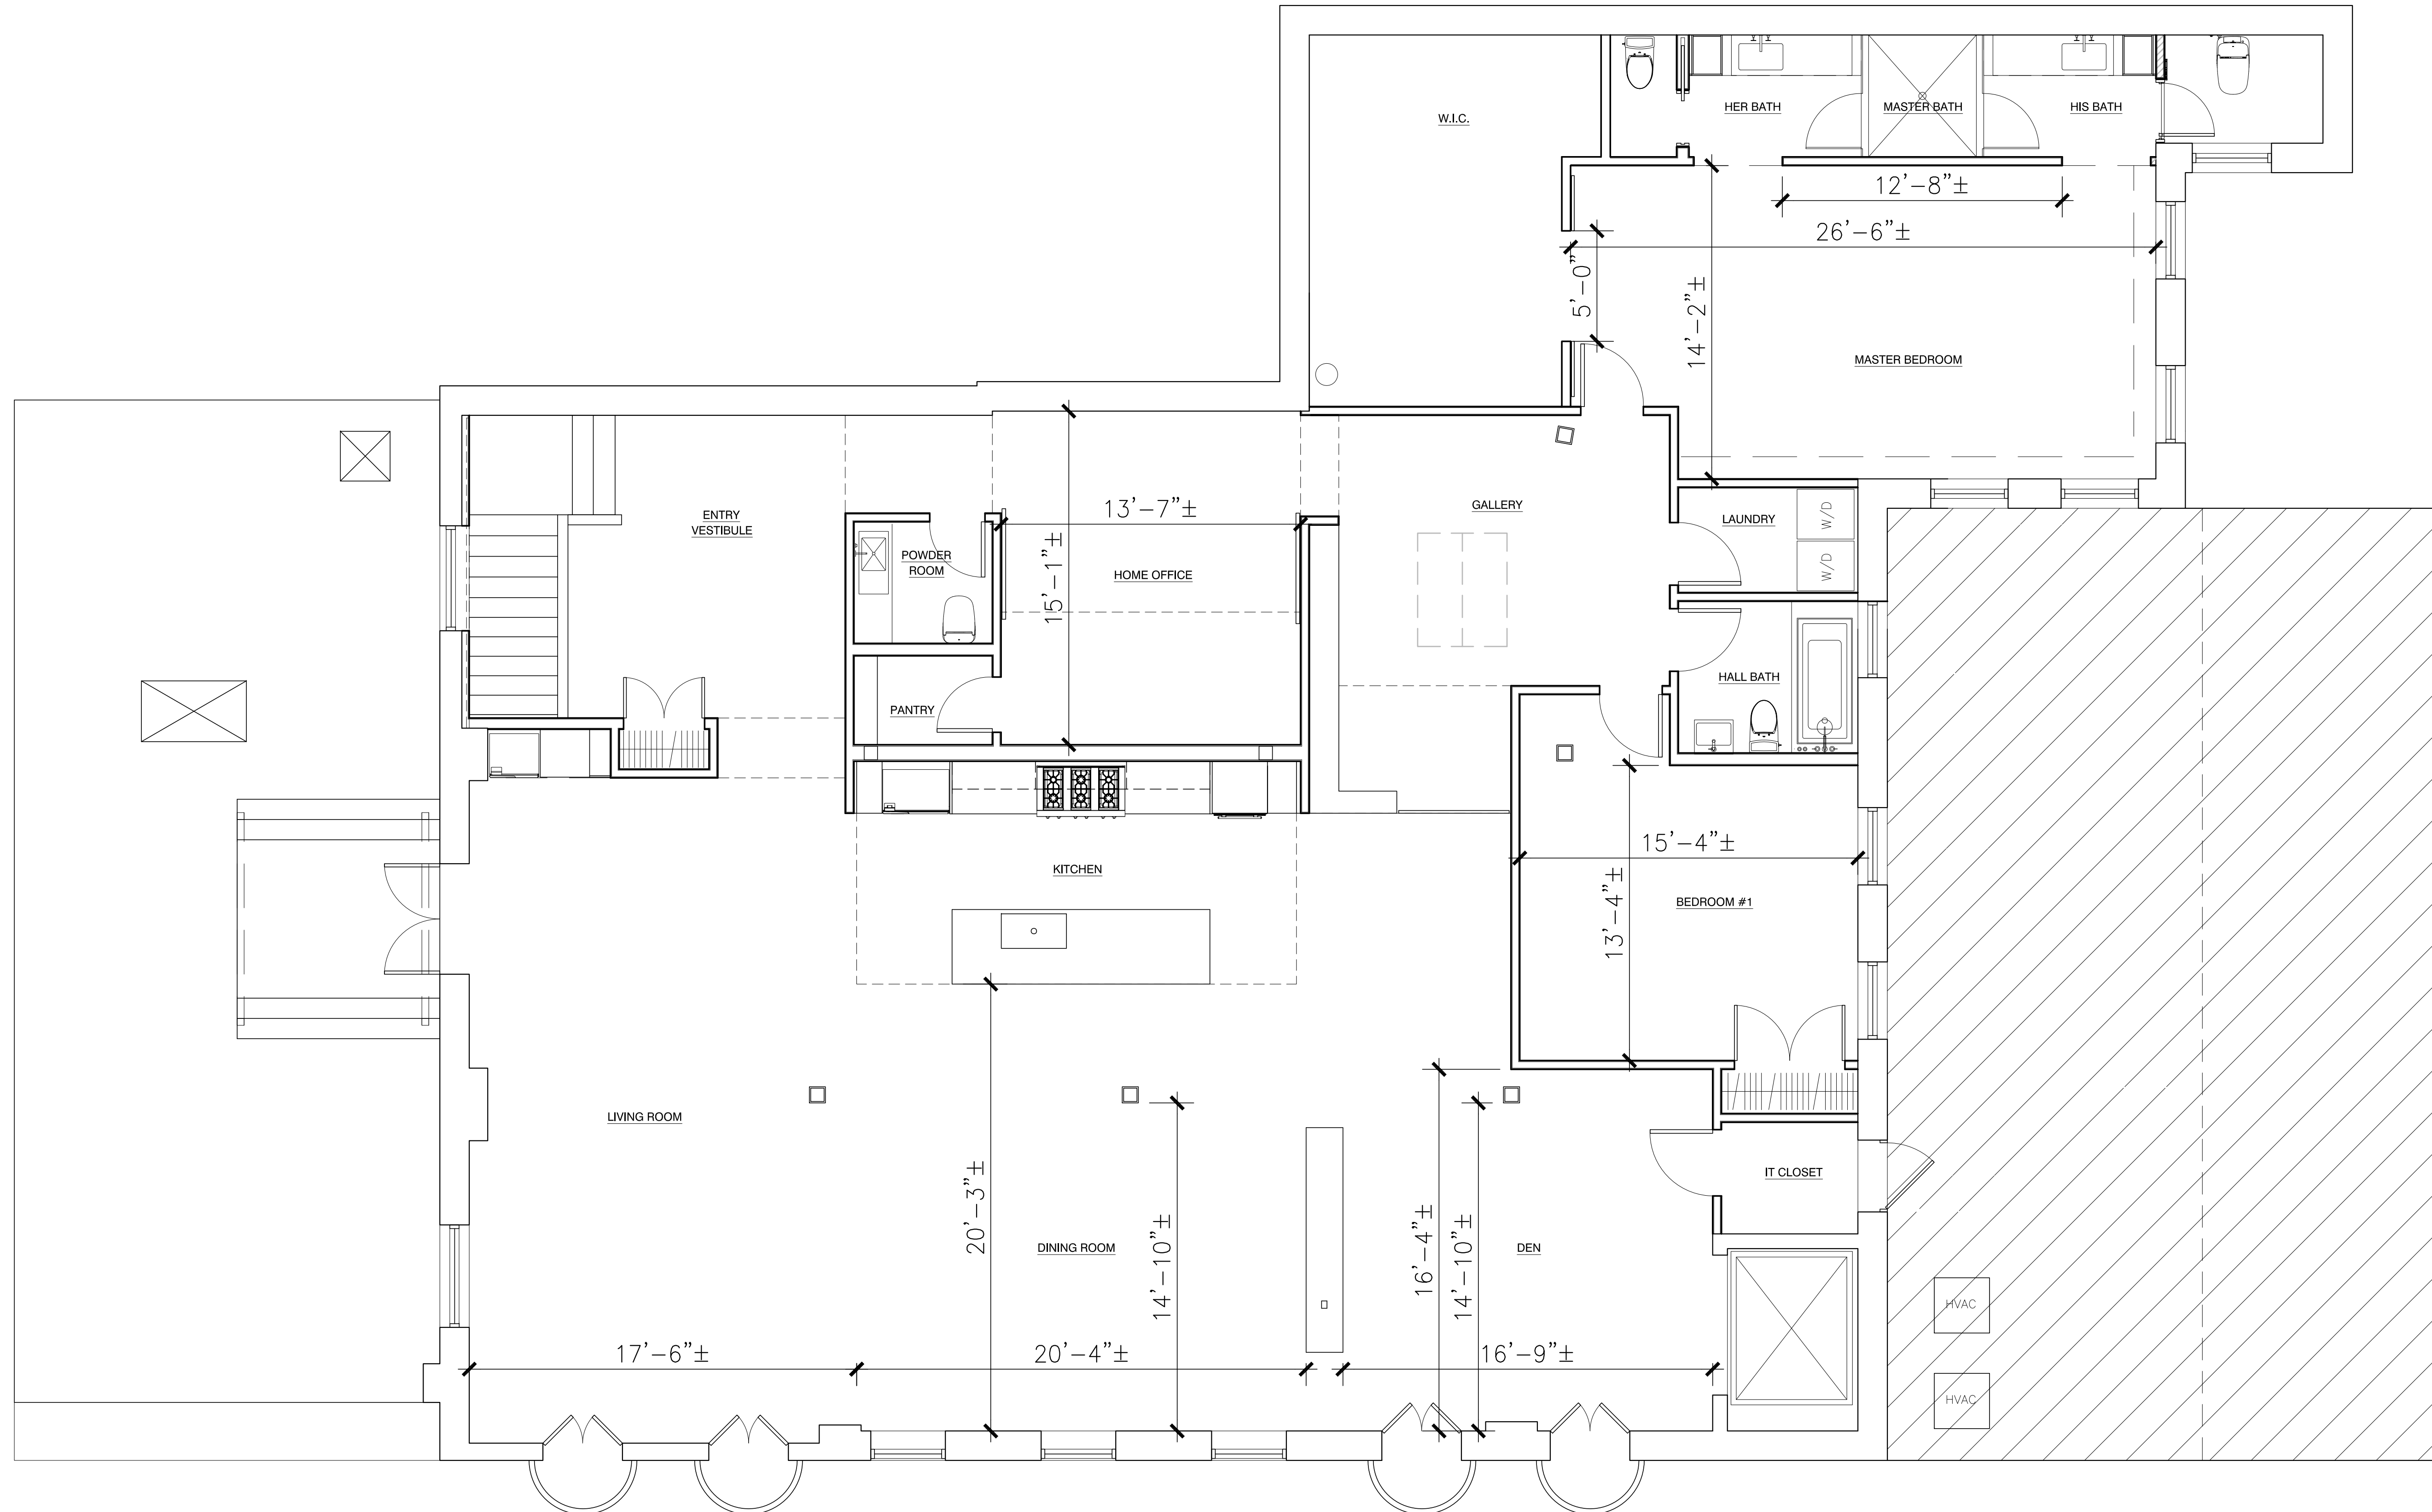 HER BATH
MASTER BATH
HIS BATH
W.I.C.
12’–8”±
26’–6”±
5’–0”
14’–2”±
MASTER BEDROOM
13’–7”±
GALLERY
ENTRY
VESTIBULE
LAUNDRY
W/D
W/D
POWDER
ROOM
HOME OFFICE
15’–1”±
HALL BATH
PANTRY
15’–4”±
KITCHEN
BEDROOM #1
13’–4”±
LIVING ROOM
IT CLOSET
20’–3”±
DINING ROOM
14’–10”±
16’–4”±
14’–10”±
DEN
HVAC
17’–6”±
20’–4”±
16’–9”±
HVAC